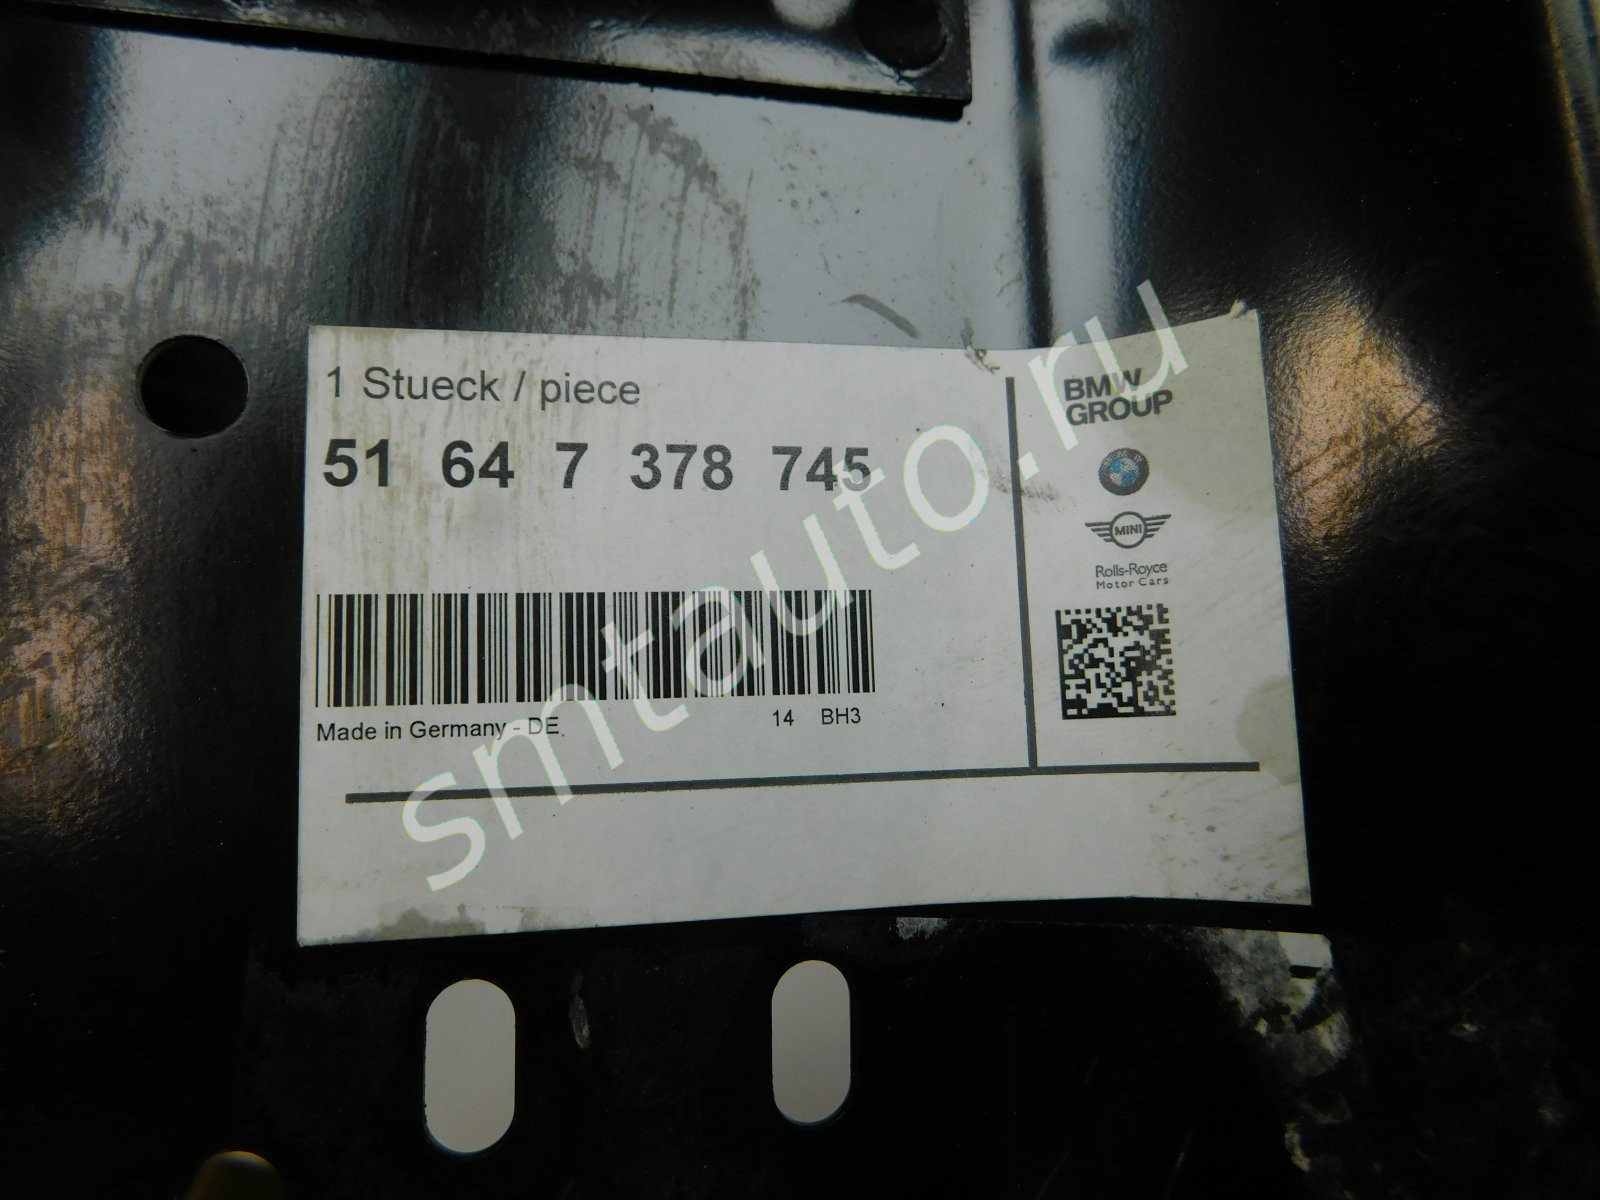 1 Stueck / piece
51 64 7 378 745
Made in Germany - DE
14 BH3
BMW
GROUP
MINI
Rolls-Royce
Motor Cars
smtauto.ru